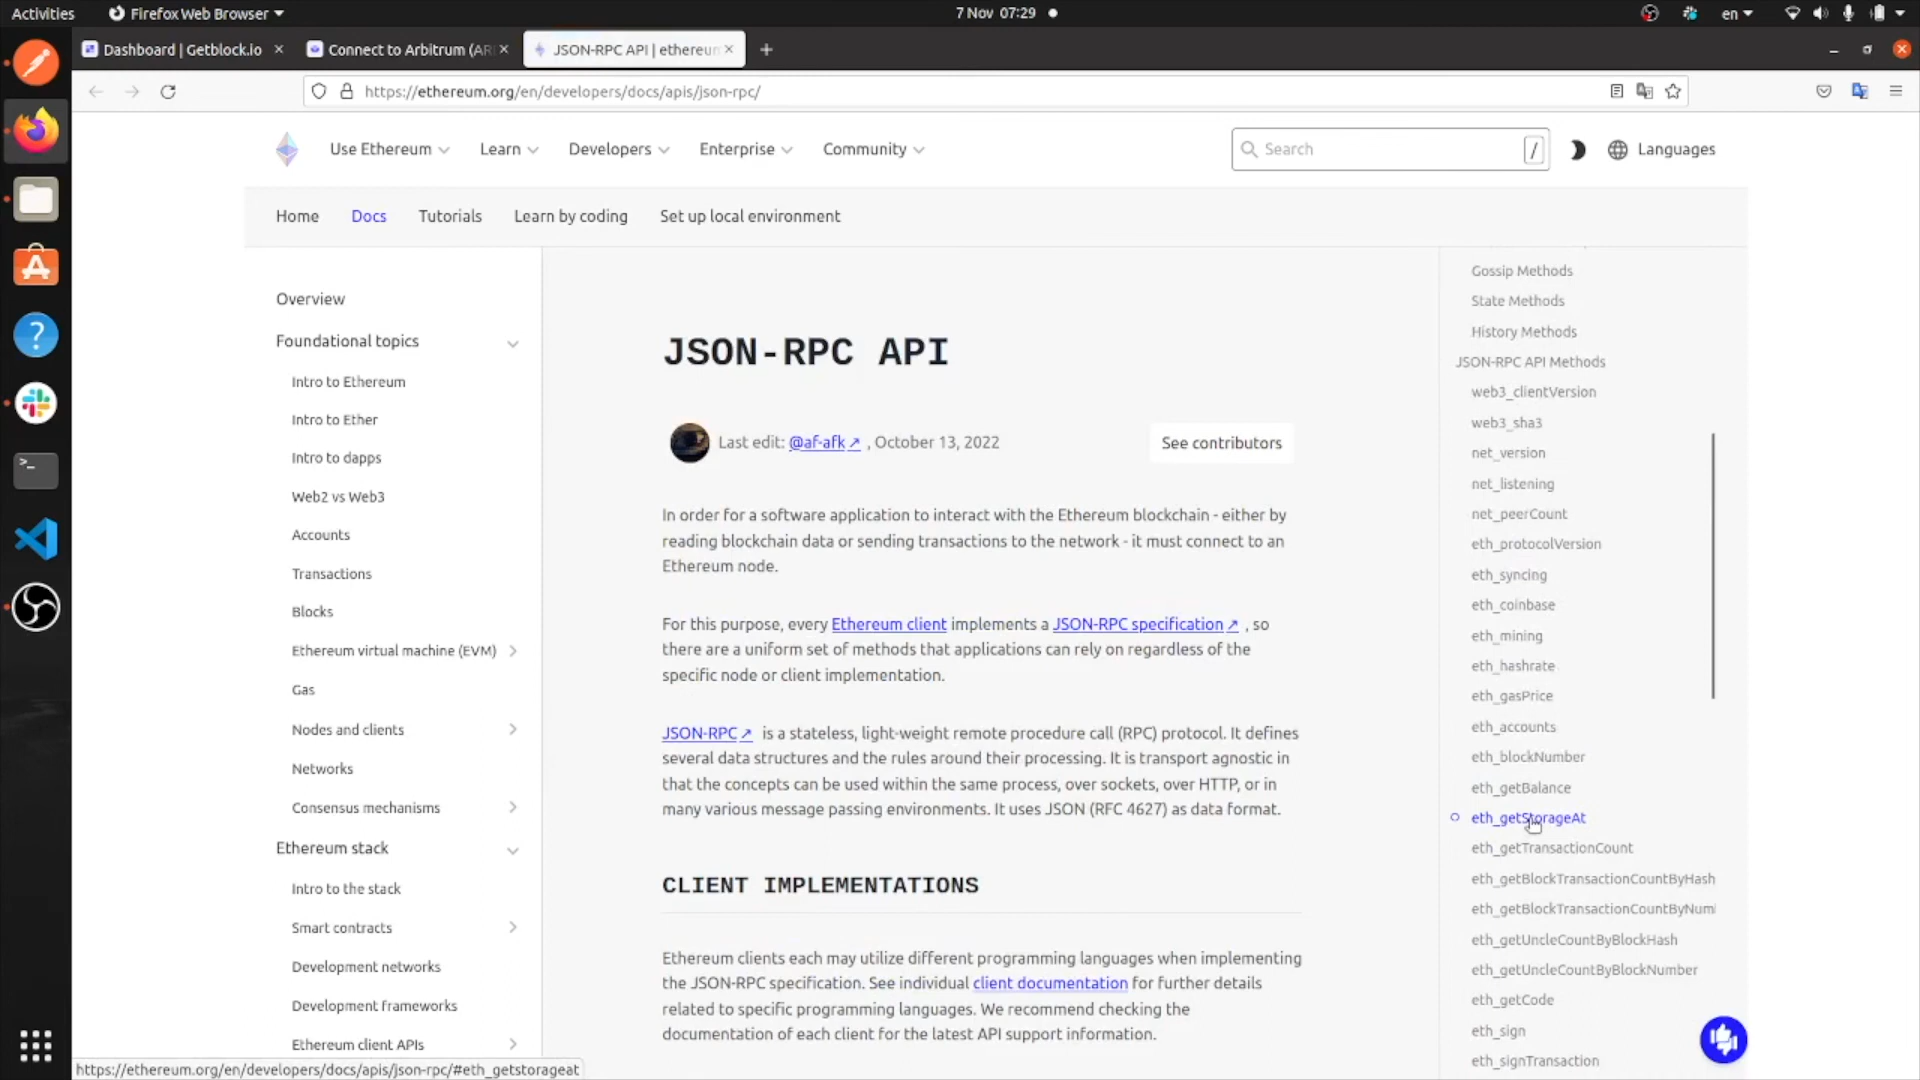 Activities
Firefox Web Browser
7 Nov 07:29
en
Dashboard | Getblock.io
Connect to Arbitrum (AR
JSON-RPC API | ethereum
https://ethereum.org/en/developers/docs/apis/json-rpc/
Use Ethereum
Learn
Developers
Enterprise
Community
Search
/
Languages
Home
Docs
Tutorials
Learn by coding
Set up local environment
Overview
Foundational topics
Intro to Ethereum
Intro to Ether
Intro to dapps
Web2 vs Web3
Accounts
Transactions
Blocks
Ethereum virtual machine (EVM)
Gas
Nodes and clients
Networks
Consensus mechanisms
Ethereum stack
Intro to the stack
Smart contracts
Development networks
Development frameworks
Ethereum client APIs
JSON-RPC API
Last edit: @af-afk , October 13, 2022
See contributors
In order for a software application to interact with the Ethereum blockchain - either by
reading blockchain data or sending transactions to the network - it must connect to an
Ethereum node.
For this purpose, every Ethereum client implements a JSON-RPC specification , so
there are a uniform set of methods that applications can rely on regardless of the
specific node or client implementation.
JSON-RPC is a stateless, light-weight remote procedure call (RPC) protocol. It defines
several data structures and the rules around their processing. It is transport agnostic in
that the concepts can be used within the same process, over sockets, over HTTP, or in
many various message passing environments. It uses JSON (RFC 4627) as data format.
CLIENT IMPLEMENTATIONS
Ethereum clients each may utilize different programming languages when implementing
the JSON-RPC specification. See individual client documentation for further details
related to specific programming languages. We recommend checking the
documentation of each client for the latest API support information.
Gossip Methods
State Methods
History Methods
JSON-RPC API Methods
web3_clientVersion
web3_sha3
net_version
net_listening
net_peerCount
eth_protocolVersion
eth_syncing
eth_coinbase
eth_mining
eth_hashrate
eth_gasPrice
eth_accounts
eth_blockNumber
eth_getBalance
eth_getStorageAt
eth_getTransactionCount
eth_getBlockTransactionCountByHash
eth_getBlockTransactionCountByNum
eth_getUncleCountByBlockHash
eth_getUncleCountByBlockNumber
eth_getCode
eth_sign
eth_signTransaction
https://ethereum.org/en/developers/docs/apis/json-rpc/#eth_getstorageat